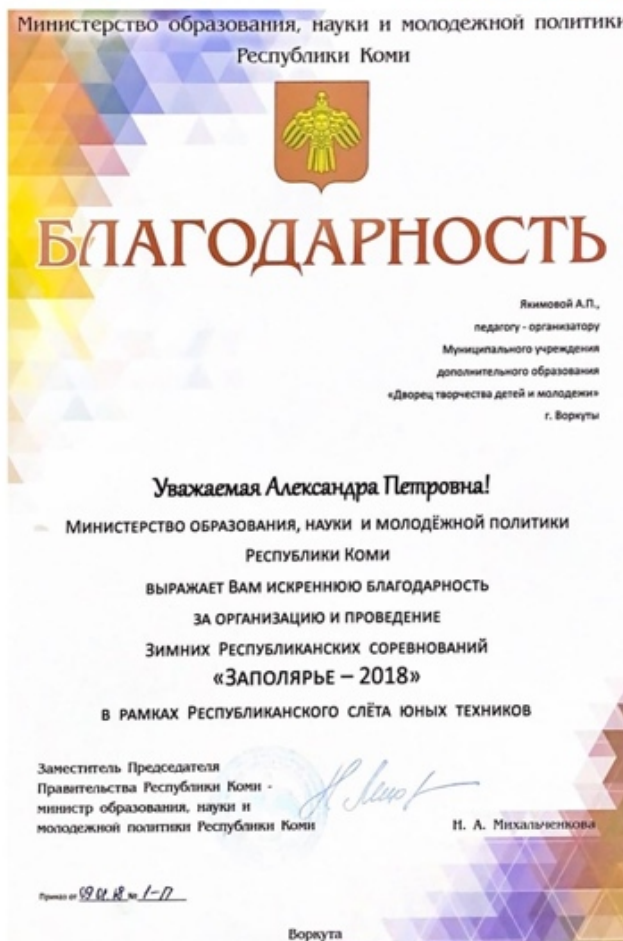 Министерство образования, науки и молодежной политики
Республики Коми
БЛАГОДАРНОСТЬ
Якимовой А.П.,
педагогу - организатору
Муниципального учреждения
дополнительного образования
«Дворец творчества детей и молодежи»
г. Воркуты
Уважаемая Александра Петровна!
МИНИСТЕРСТВО ОБРАЗОВАНИЯ, НАУКИ И МОЛОДЁЖНОЙ ПОЛИТИКИ
РЕСПУБЛИКИ КОМИ
ВЫРАЖАЕТ ВАМ ИСКРЕННЮЮ БЛАГОДАРНОСТЬ
ЗА ОРГАНИЗАЦИЮ И ПРОВЕДЕНИЕ
ЗИМНИХ РЕСПУБЛИКАНСКИХ СОРЕВНОВАНИЙ
«ЗАПОЛЯРЬЕ – 2018»
В РАМКАХ РЕСПУБЛИКАНСКОГО СЛЁТА ЮНЫХ ТЕХНИКОВ
Заместитель Председателя
Правительства Республики Коми -
министр образования, науки и
молодежной политики Республики Коми
Н. А. Михальченкова
Приказ от 09.01.18 № 1-П
Воркута